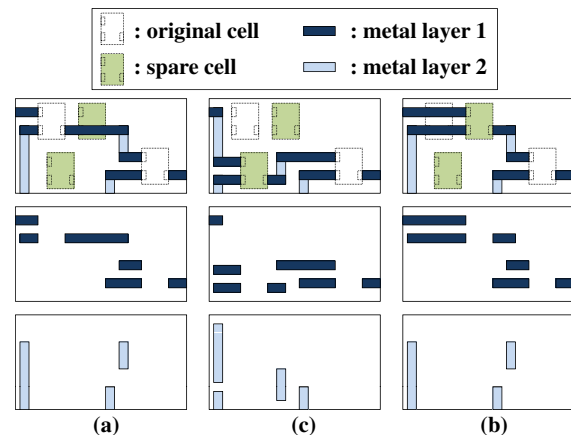 : original cell : metal layer 1
: spare cell : metal layer 2
(a) (c) (b)